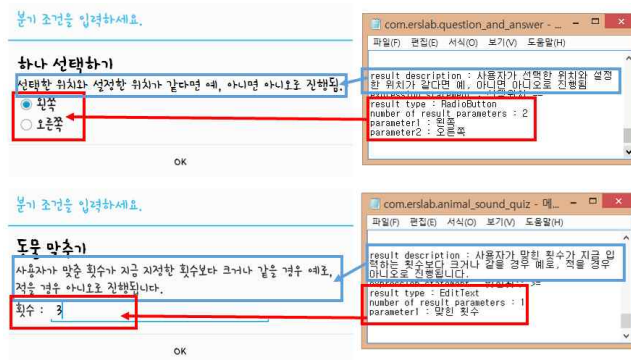 분기 조건을 입력하세요.
하나 선택하기
선택한 위치와 설정한 위치가 같다면 예, 아니면 아니오로 진행됨.
왼쪽
오른쪽
OK
com.erslab.question_and_answer - ...
파일(F) 편집(E) 서식(O) 보기(V) 도움말(H)
result description : 사용자가 선택한 위치와 설정
한 위치가 같다면 예, 아니면 아니오로 진행됨
result type : RadioButton
number of result parameters : 2
parameter1 : 왼쪽
parameter2 : 오른쪽
분기 조건을 입력하세요.
동물 맞추기
사용자가 맞춘 횟수가 지금 지정한 횟수보다 크거나 같을 경우 예로,
적을 경우 아니오로 진행됩니다.
횟수 : 3
OK
com.erslab.animal_sound_quiz - 메...
파일(F) 편집(E) 서식(O) 보기(V) 도움말(H)
result description : 사용자가 맞힌 횟수가 지금 입
력하는 횟수보다 크거나 같을 경우 예로, 적을 경우
아니오로 진행됩니다.
result type : EditText
number of result parameters : 1
parameter1 : 맞힌 횟수